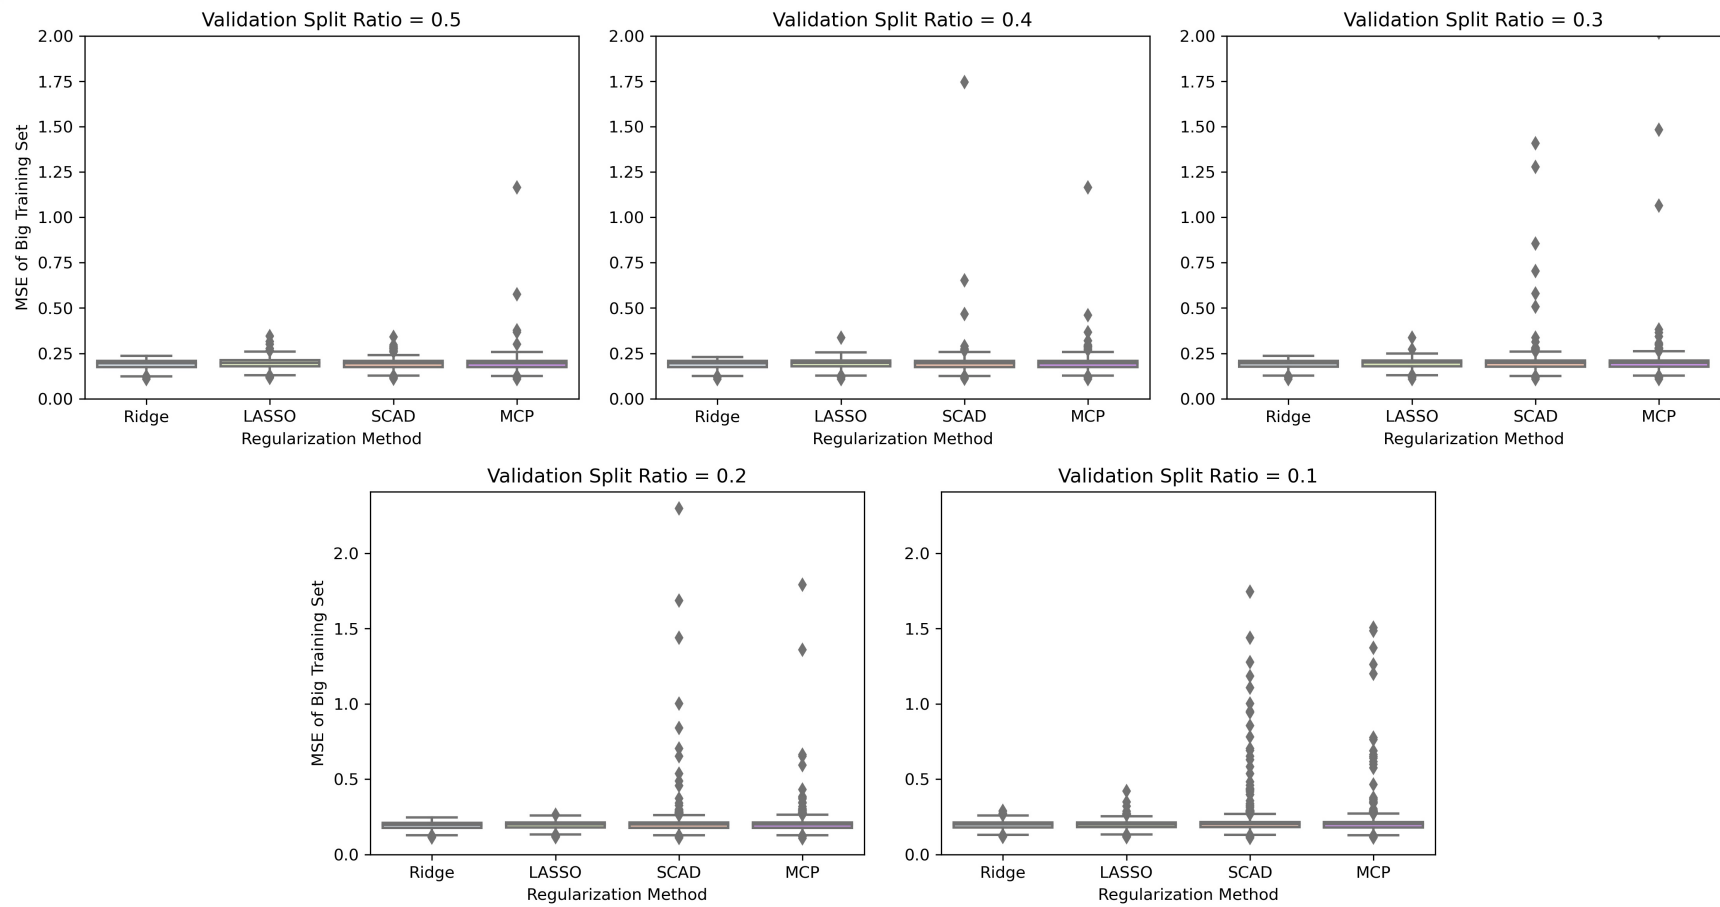 Validation Split Ratio = 0.5
2.00
1.75
1.50
1.25
1.00
0.75
0.50
0.25
0.00
MSE of Big Training Set
Ridge LASSO SCAD MCP
Regularization Method
Validation Split Ratio = 0.4
2.00
1.75
1.50
1.25
1.00
0.75
0.50
0.25
0.00
Ridge LASSO SCAD MCP
Regularization Method
Validation Split Ratio = 0.3
2.00
1.75
1.50
1.25
1.00
0.75
0.50
0.25
0.00
Ridge LASSO SCAD MCP
Regularization Method
Validation Split Ratio = 0.2
2.0
1.5
1.0
0.5
0.0
MSE of Big Training Set
Ridge LASSO SCAD MCP
Regularization Method
Validation Split Ratio = 0.1
2.0
1.5
1.0
0.5
0.0
Ridge LASSO SCAD MCP
Regularization Method